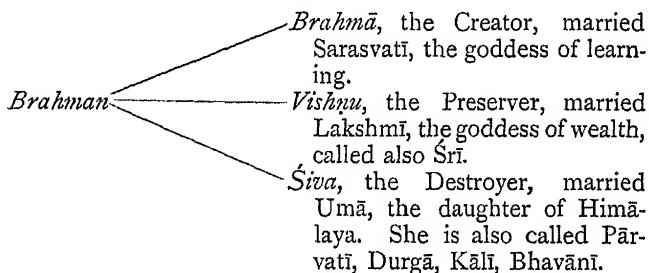 Brahmā, the Creator, married
Sarasvatī, the goddess of learn-
ing.
Brahman
Vishṇu, the Preserver, married
Lakshmī, the goddess of wealth,
called also Śrī.
Śiva, the Destroyer, married
Umā, the daughter of Himā-
laya. She is also called Pār-
vatī, Durgā, Kālī, Bhavānī.